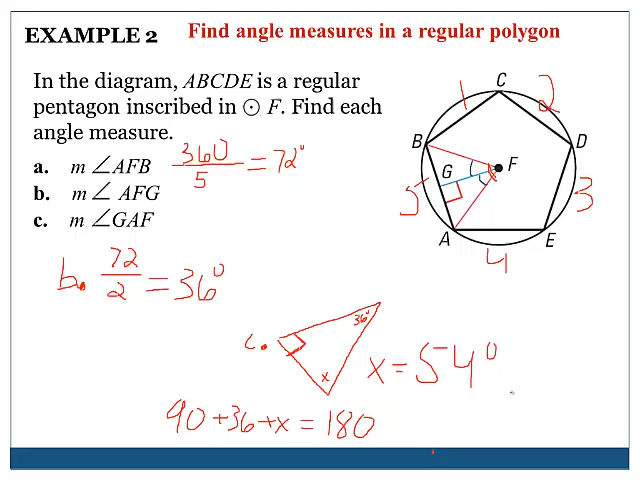 EXAMPLE 2
Find angle measures in a regular polygon
In the diagram, ABCDE is a regular
pentagon inscribed in ⊙ F. Find each
angle measure.
a. m ∠AFB 360/5 = 72°
b. m ∠ AFG
c. m ∠GAF
C
1
2
B
D
G
F
5
3
A
E
4
b. 72/2 = 36°
c.
36°
x
x = 54°
90 + 36 + x = 180